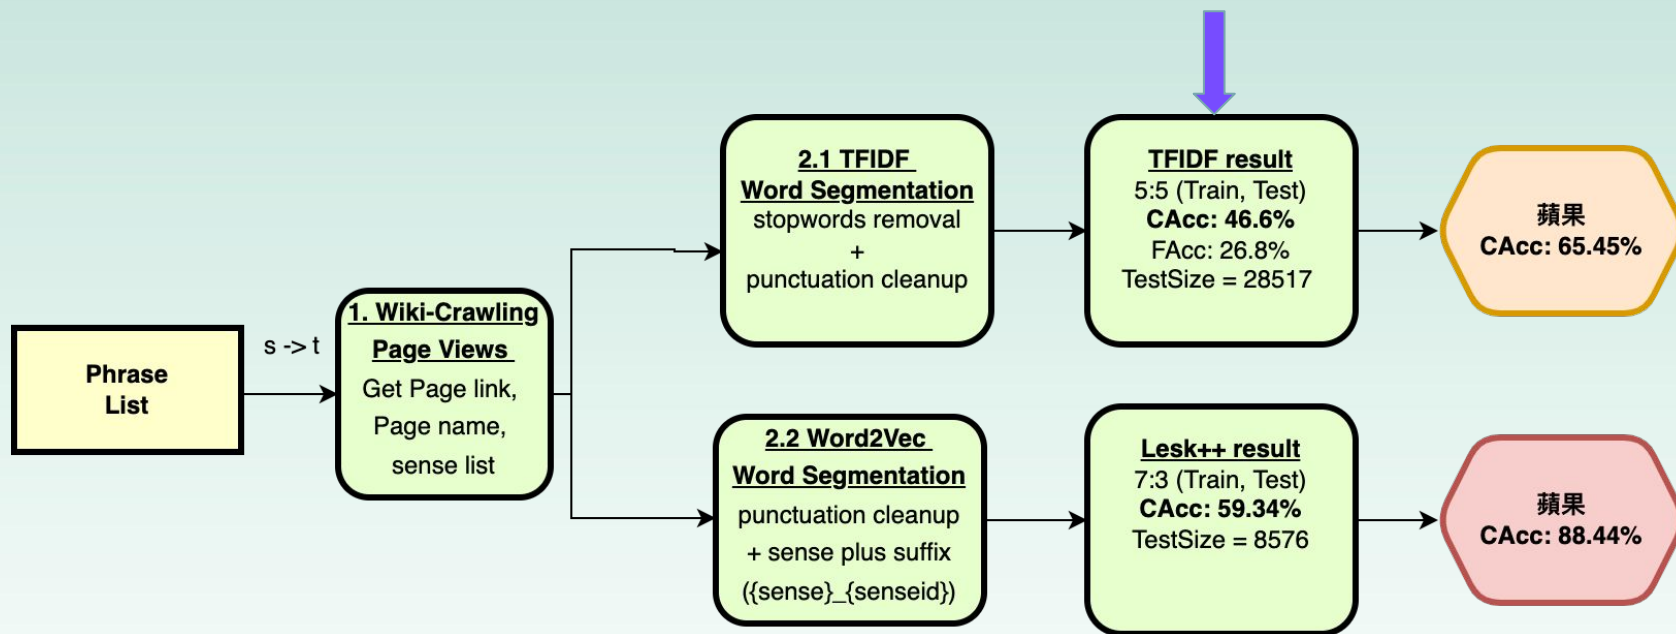 Phrase
List
s -> t
1. Wiki-Crawling
Page Views
Get Page link,
Page name,
sense list
2.1 TFIDF
Word Segmentation
stopwords removal
+
punctuation cleanup
TFIDF result
5:5 (Train, Test)
CAcc: 46.6%
FAcc: 26.8%
TestSize = 28517
蘋果
CAcc: 65.45%
2.2 Word2Vec
Word Segmentation
punctuation cleanup
+ sense plus suffix
({sense}_{senseid})
Lesk++ result
7:3 (Train, Test)
CAcc: 59.34%
TestSize = 8576
蘋果
CAcc: 88.44%